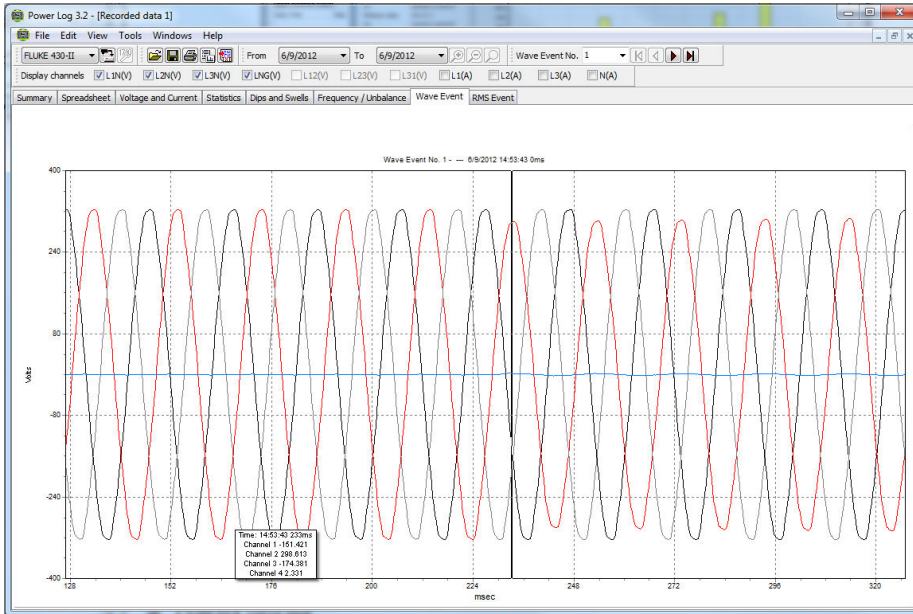 Power Log 3.2 - [Recorded data 1]
File Edit View Tools Windows Help
FLUKE 430-II From 6/9/2012 To 6/9/2012 Wave Event No. 1
Display channels L1N(V) L2N(V) L3N(V) LNG(V) L12(V) L23(V) L31(V) L1(A) L2(A) L3(A) N(A)
Summary Spreadsheet Voltage and Current Statistics Dips and Swells Frequency / Unbalance Wave Event RMS Event
Wave Event No. 1 - --- 6/9/2012 14:53:43 0ms
400
240
80
Volts
-80
-240
-400
Time: 14:53:43 233ms
Channel 1 -151.421
Channel 2 298.613
Channel 3 -174.381
Channel 4 2.331
128 152 176 200 224 248 272 296 320
msec